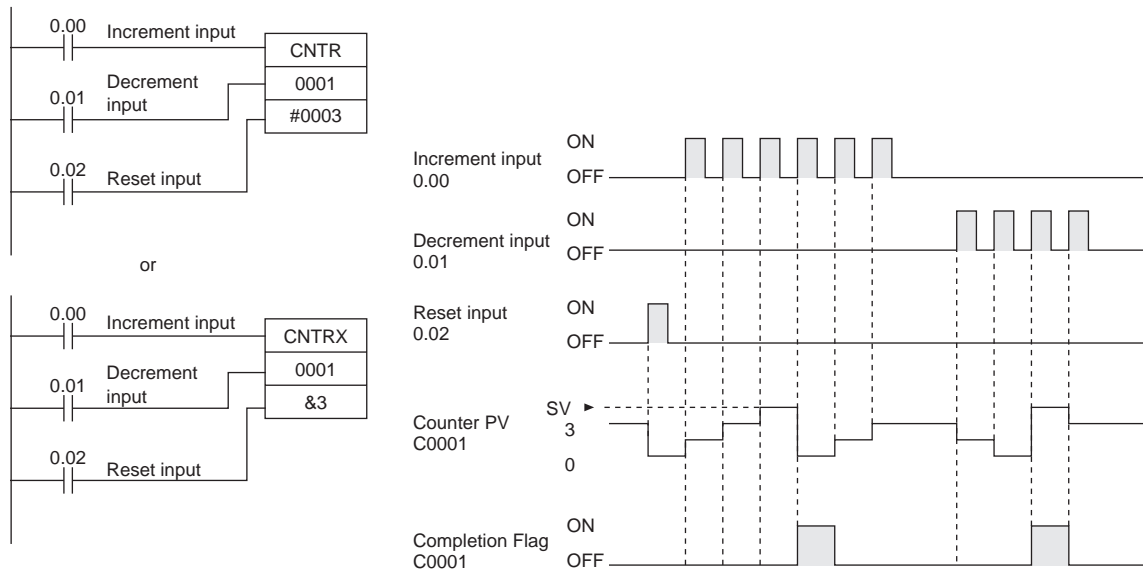 0.00 Increment input
CNTR
0001
#0003
0.01 Decrement
input
0.02 Reset input
or
0.00 Increment input
CNTRX
0001
&3
0.01 Decrement
input
0.02 Reset input
Increment input
0.00
ON
OFF
Decrement input
0.01
ON
OFF
Reset input
0.02
ON
OFF
Counter PV
C0001
SV
3
0
Completion Flag
C0001
ON
OFF